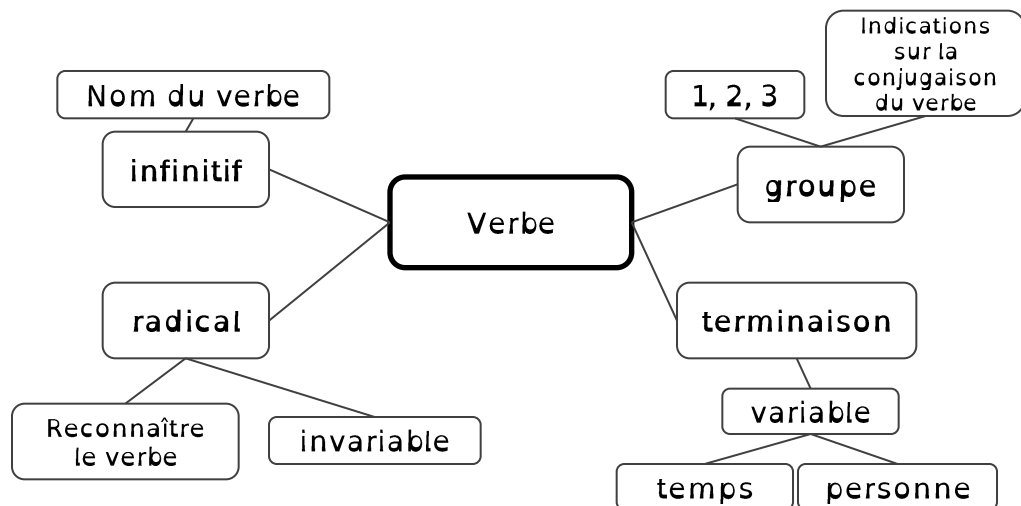 Nom du verbe
infinitif
radical
Reconnaître
le verbe
invariable
Verbe
1, 2, 3
Indications
sur la
conjugaison
du verbe
groupe
terminaison
variable
temps
personne